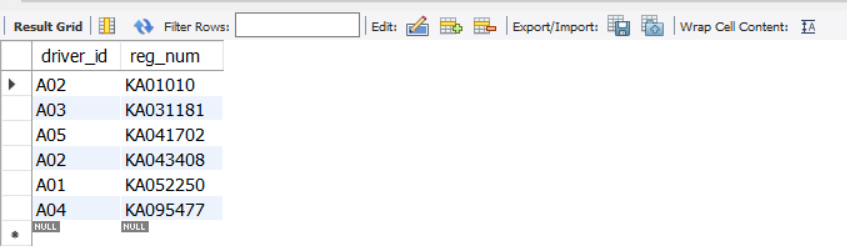 Result Grid Filter Rows: Edit: Export/Import: Wrap Cell Content: IA
driver_id reg_num
A02 KA01010
A03 KA031181
A05 KA041702
A02 KA043408
A01 KA052250
A04 KA095477
NULL NULL